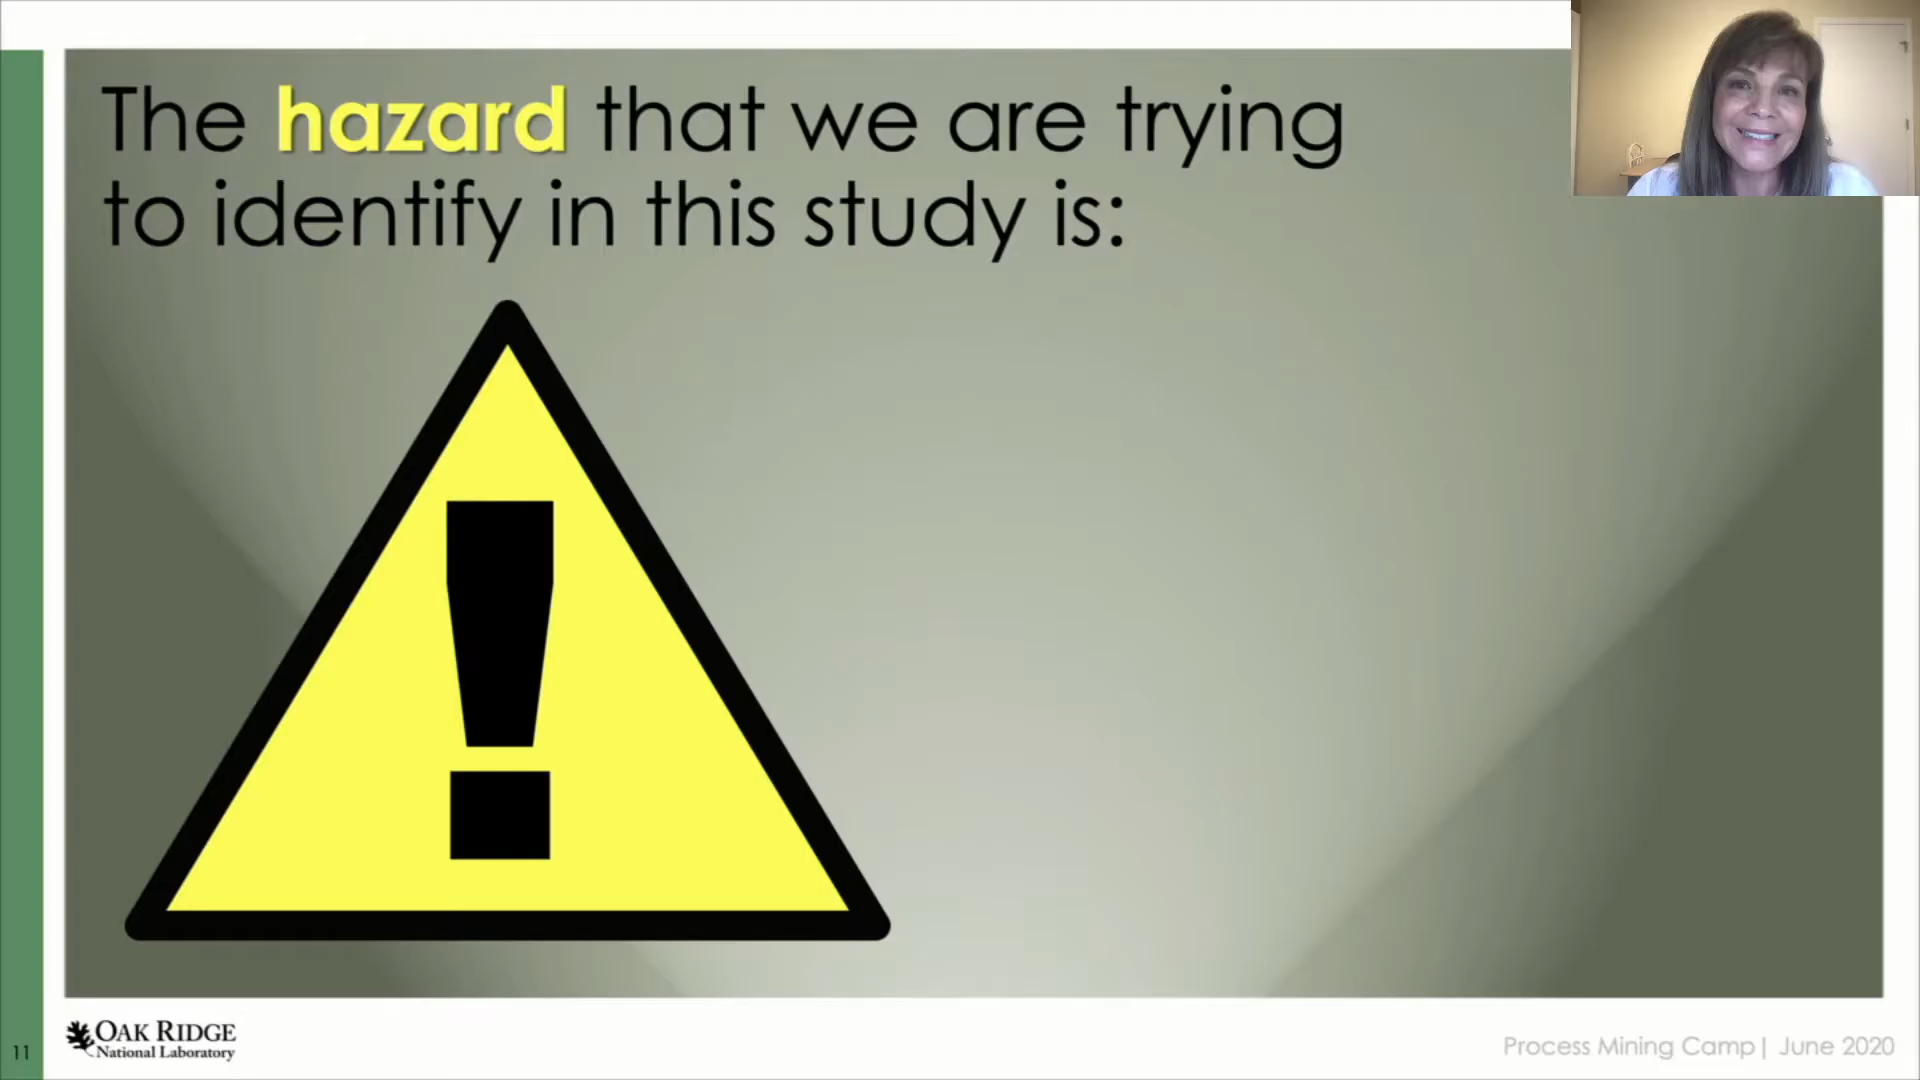 The hazard that we are trying
to identify in this study is:
!
11
OAK RIDGE
National Laboratory
Process Mining Camp| June 2020